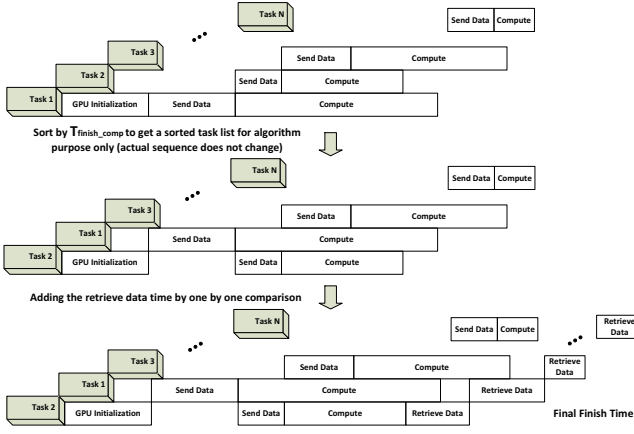 Task N
Send Data Compute
Task 3
Send Data Compute
Task 2
Send Data Compute
Task 1 GPU Initialization Send Data Compute
Sort by Tfinish_comp to get a sorted task list for algorithm
purpose only (actual sequence does not change)
Task N
Send Data Compute
Task 3
Send Data Compute
Task 1
Send Data Compute
Task 2 GPU Initialization Send Data Compute
Adding the retrieve data time by one by one comparison
Task N
Send Data Compute
Retrieve
Data
Task 3
Send Data Compute
Retrieve
Data
Task 1
Send Data Compute Retrieve Data
Task 2 GPU Initialization Send Data Compute Retrieve Data
Final Finish Time